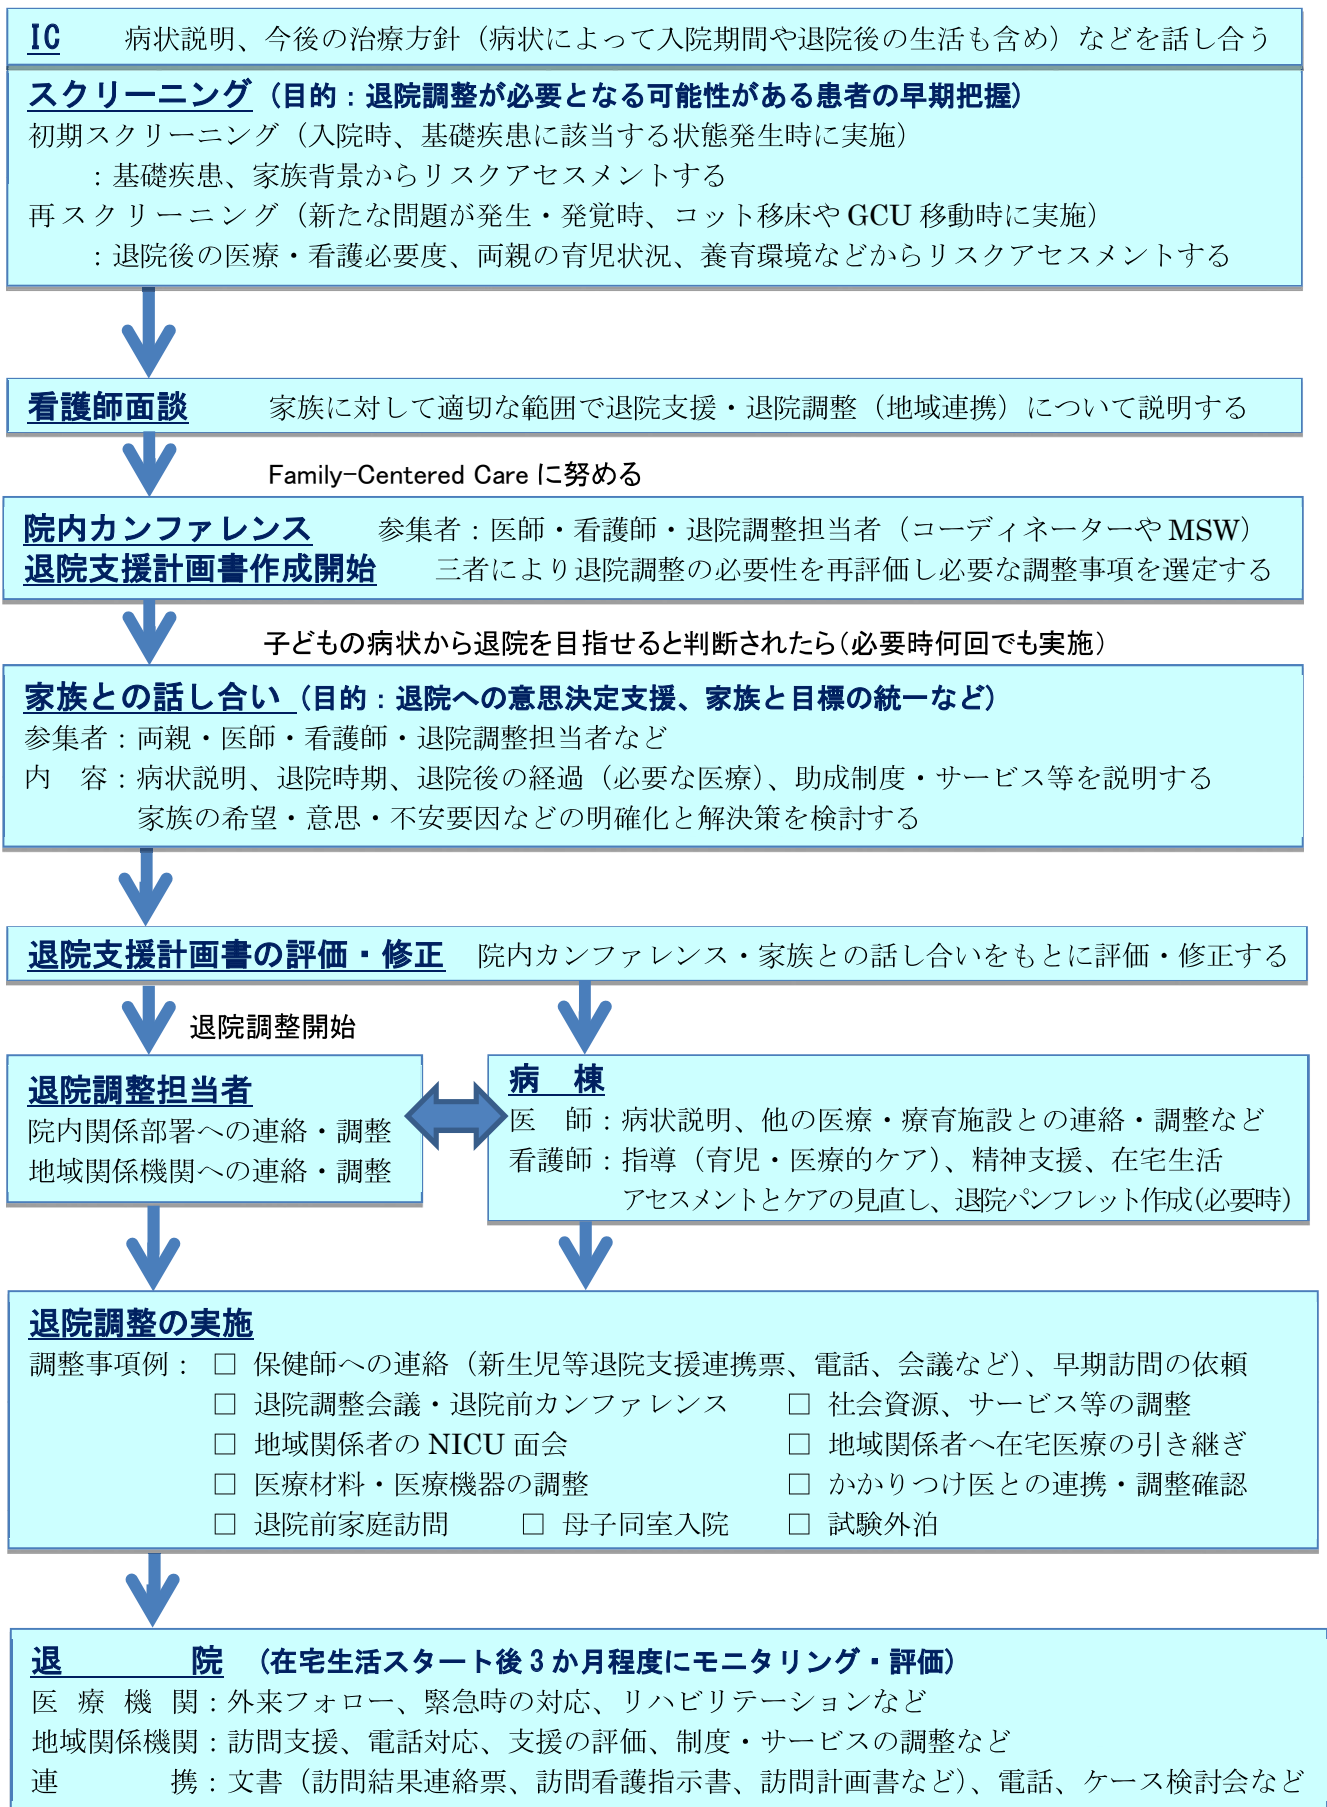 IC　　病状説明、今後の治療方針（病状によって入院期間や退院後の生活も含め）などを話し合う
スクリーニング（目的：退院調整が必要となる可能性がある患者の早期把握）
初期スクリーニング（入院時、基礎疾患に該当する状態発生時に実施）
：基礎疾患、家族背景からリスクアセスメントする
再スクリーニング（新たな問題が発生・発覚時、コット移床や GCU 移動時に実施）
：退院後の医療・看護必要度、両親の育児状況、養育環境などからリスクアセスメントする
看護師面談　　家族に対して適切な範囲で退院支援・退院調整（地域連携）について説明する
Family-Centered Care に努める
院内カンファレンス　　参集者：医師・看護師・退院調整担当者（コーディネーターや MSW）
退院支援計画書作成開始　　三者により退院調整の必要性を再評価し必要な調整事項を選定する
子どもの病状から退院を目指せると判断されたら（必要時何回でも実施）
家族との話し合い（目的：退院への意思決定支援、家族と目標の統一など）
参集者：両親・医師・看護師・退院調整担当者など
内　容：病状説明、退院時期、退院後の経過（必要な医療）、助成制度・サービス等を説明する
家族の希望・意思・不安要因などの明確化と解決策を検討する
退院支援計画書の評価・修正　院内カンファレンス・家族との話し合いをもとに評価・修正する
退院調整開始
退院調整担当者
院内関係部署への連絡・調整
地域関係機関への連絡・調整
病　棟
医　師：病状説明、他の医療・療育施設との連絡・調整など
看護師：指導（育児・医療的ケア）、精神支援、在宅生活
アセスメントとケアの見直し、退院パンフレット作成（必要時）
退院調整の実施
調整事項例：　□ 保健師への連絡（新生児等退院支援連携票、電話、会議など）、早期訪問の依頼
□ 退院調整会議・退院前カンファレンス　　□ 社会資源、サービス等の調整
□ 地域関係者の NICU 面会　　□ 地域関係者へ在宅医療の引き継ぎ
□ 医療材料・医療機器の調整　　□ かかりつけ医との連携・調整確認
□ 退院前家庭訪問　　□ 母子同室入院　　□ 試験外泊
退　　　　院　（在宅生活スタート後 3 か月程度にモニタリング・評価）
医 療 機 関：外来フォロー、緊急時の対応、リハビリテーションなど
地域関係機関：訪問支援、電話対応、支援の評価、制度・サービスの調整など
連　　　　携：文書（訪問結果連絡票、訪問看護指示書、訪問計画書など）、電話、ケース検討会など